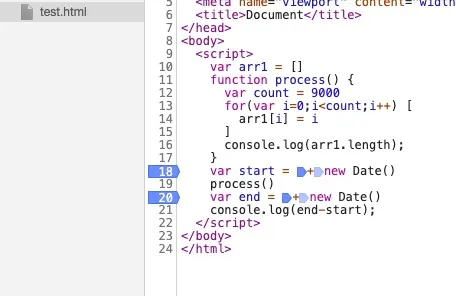 test.html
5 <meta name="viewport" content="width
6 <title>Document</title>
7 </head>
8 <body>
9 <script>
10 var arr1 = []
11 function process() {
12 var count = 9000
13 for(var i=0;i<count;i++) [
14 arr1[i] = i
15 ]
16 console.log(arr1.length);
17 }
18 var start = +new Date()
19 process()
20 var end = +new Date()
21 console.log(end-start);
22 </script>
23 </body>
24 </html>